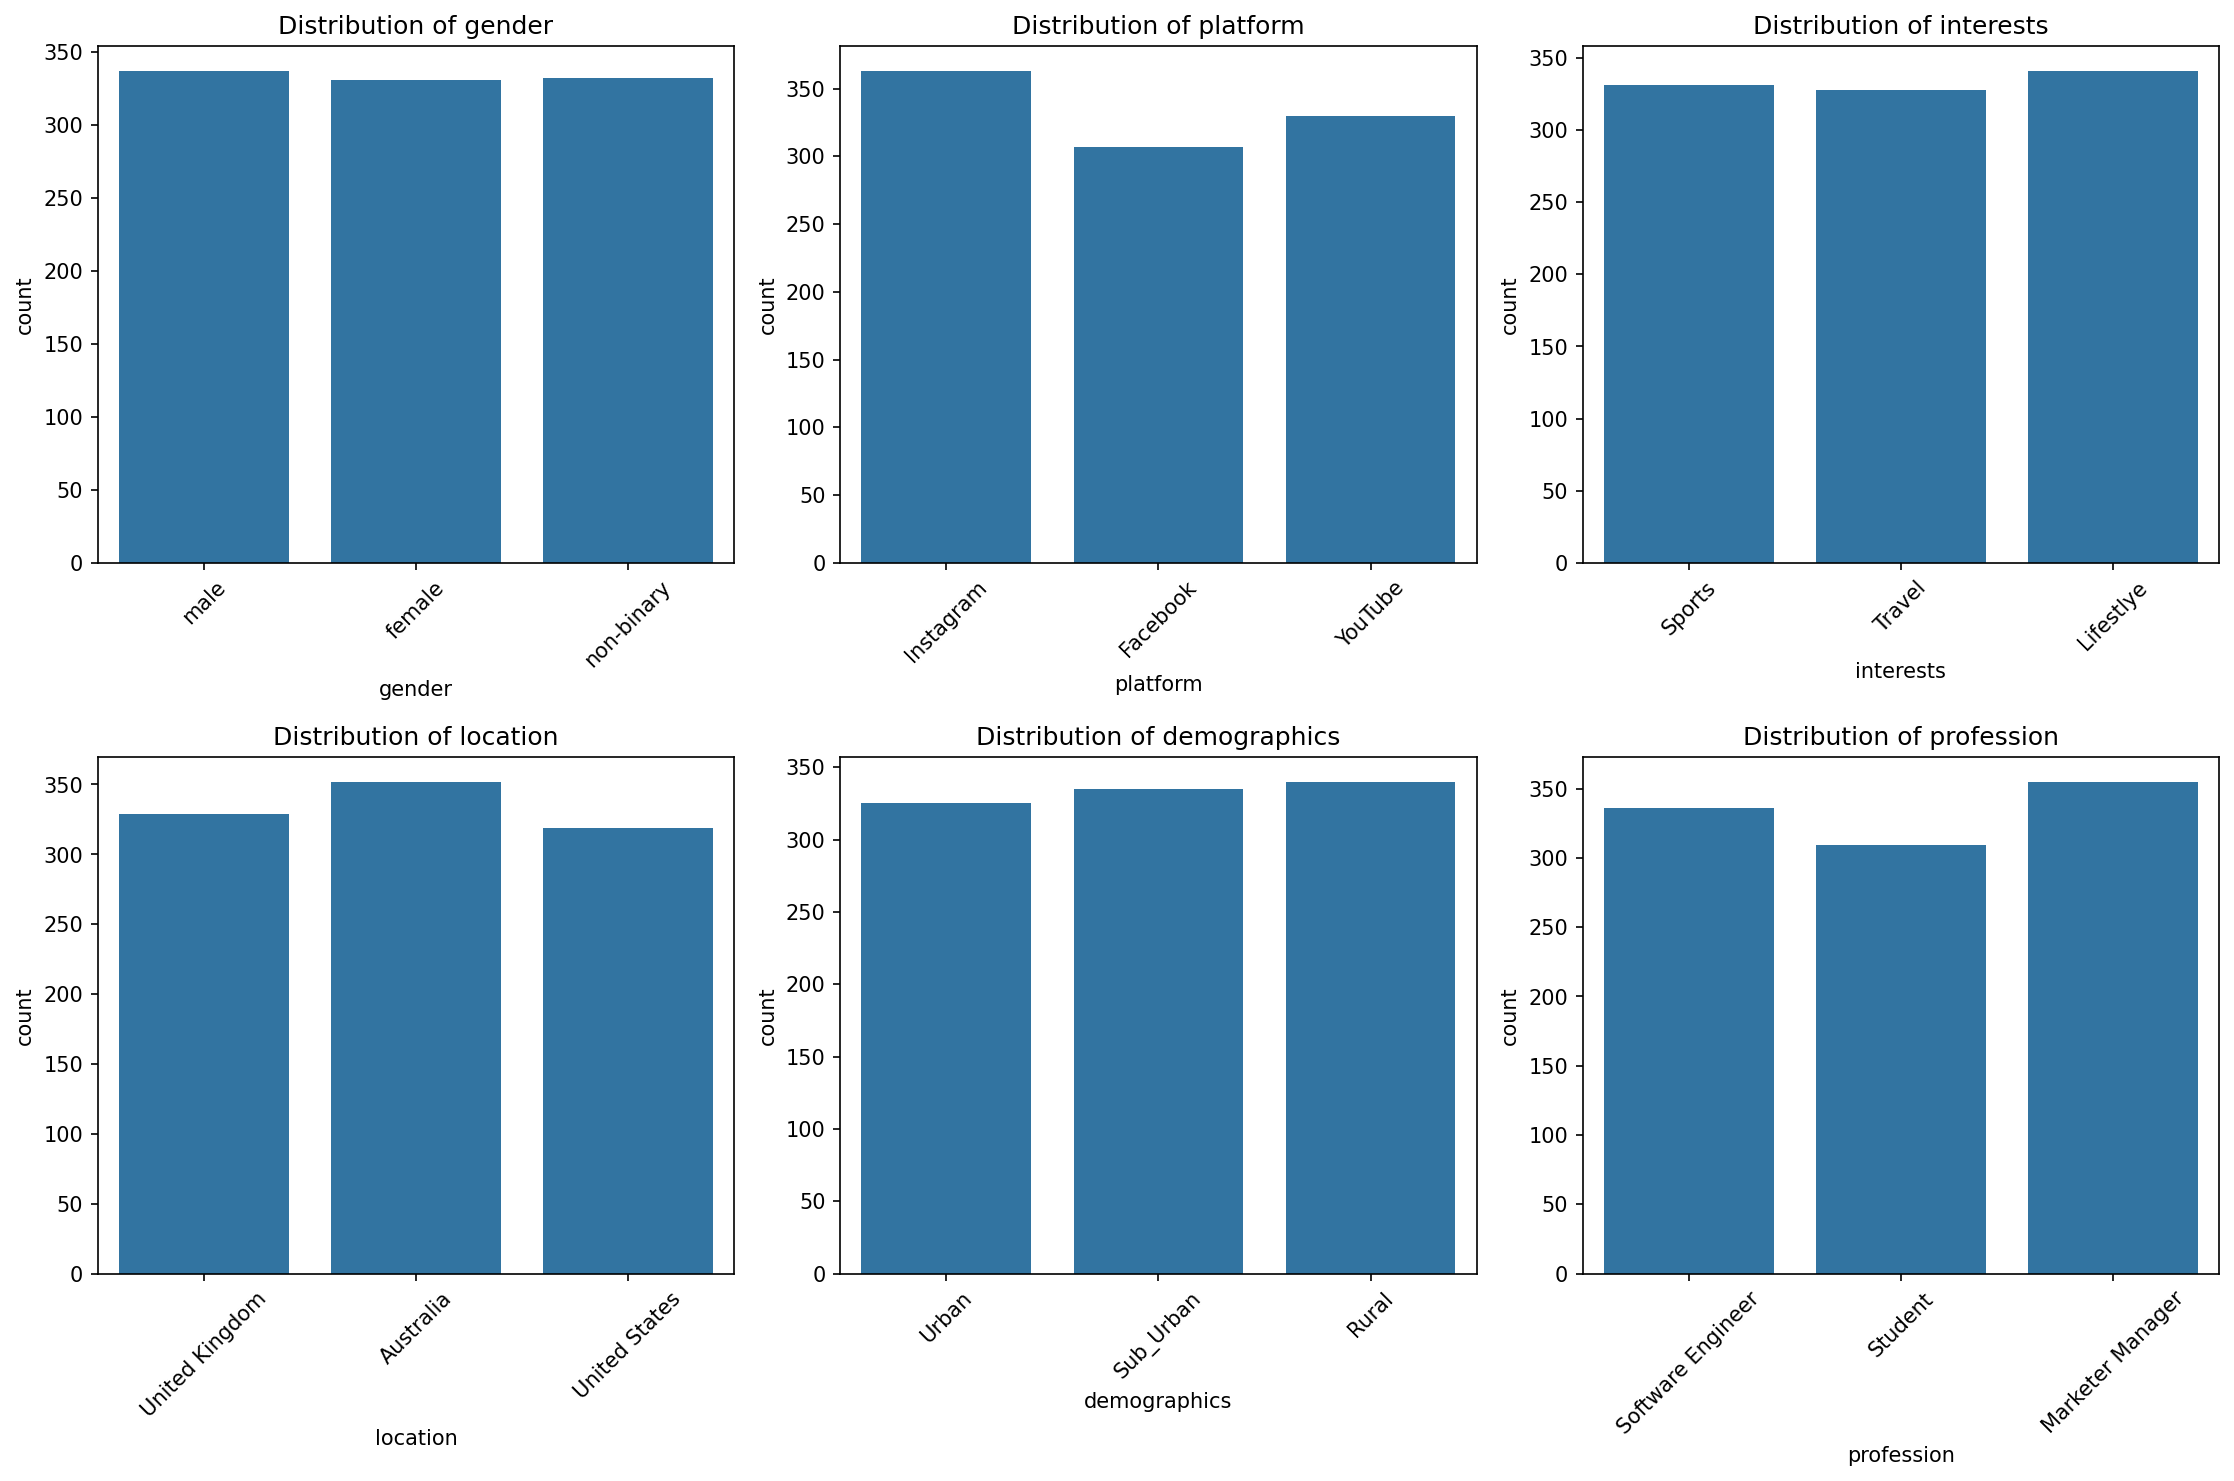 Distribution of gender
350
300
250
200
150
100
50
0
count
male
female
non-binary
gender
Distribution of platform
350
300
250
200
150
100
50
0
count
Instagram
Facebook
YouTube
platform
Distribution of interests
350
300
250
200
150
100
50
0
count
Sports
Travel
Lifestlye
interests
Distribution of location
350
300
250
200
150
100
50
0
count
United Kingdom
Australia
United States
location
Distribution of demographics
350
300
250
200
150
100
50
0
count
Urban
Sub_Urban
Rural
demographics
Distribution of profession
350
300
250
200
150
100
50
0
count
Software Engineer
Student
Marketer Manager
profession